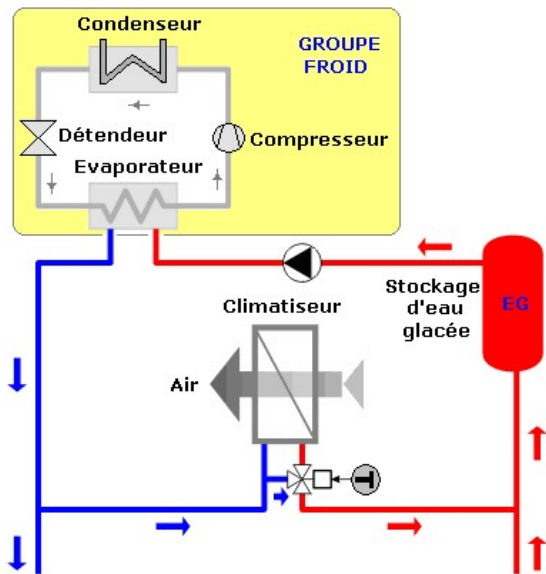 Condenseur
GROUPE
FROID
Détendeur
Compresseur
Evaporateur
Climatiseur
Stockage
d'eau
glacée
EG
Air
T